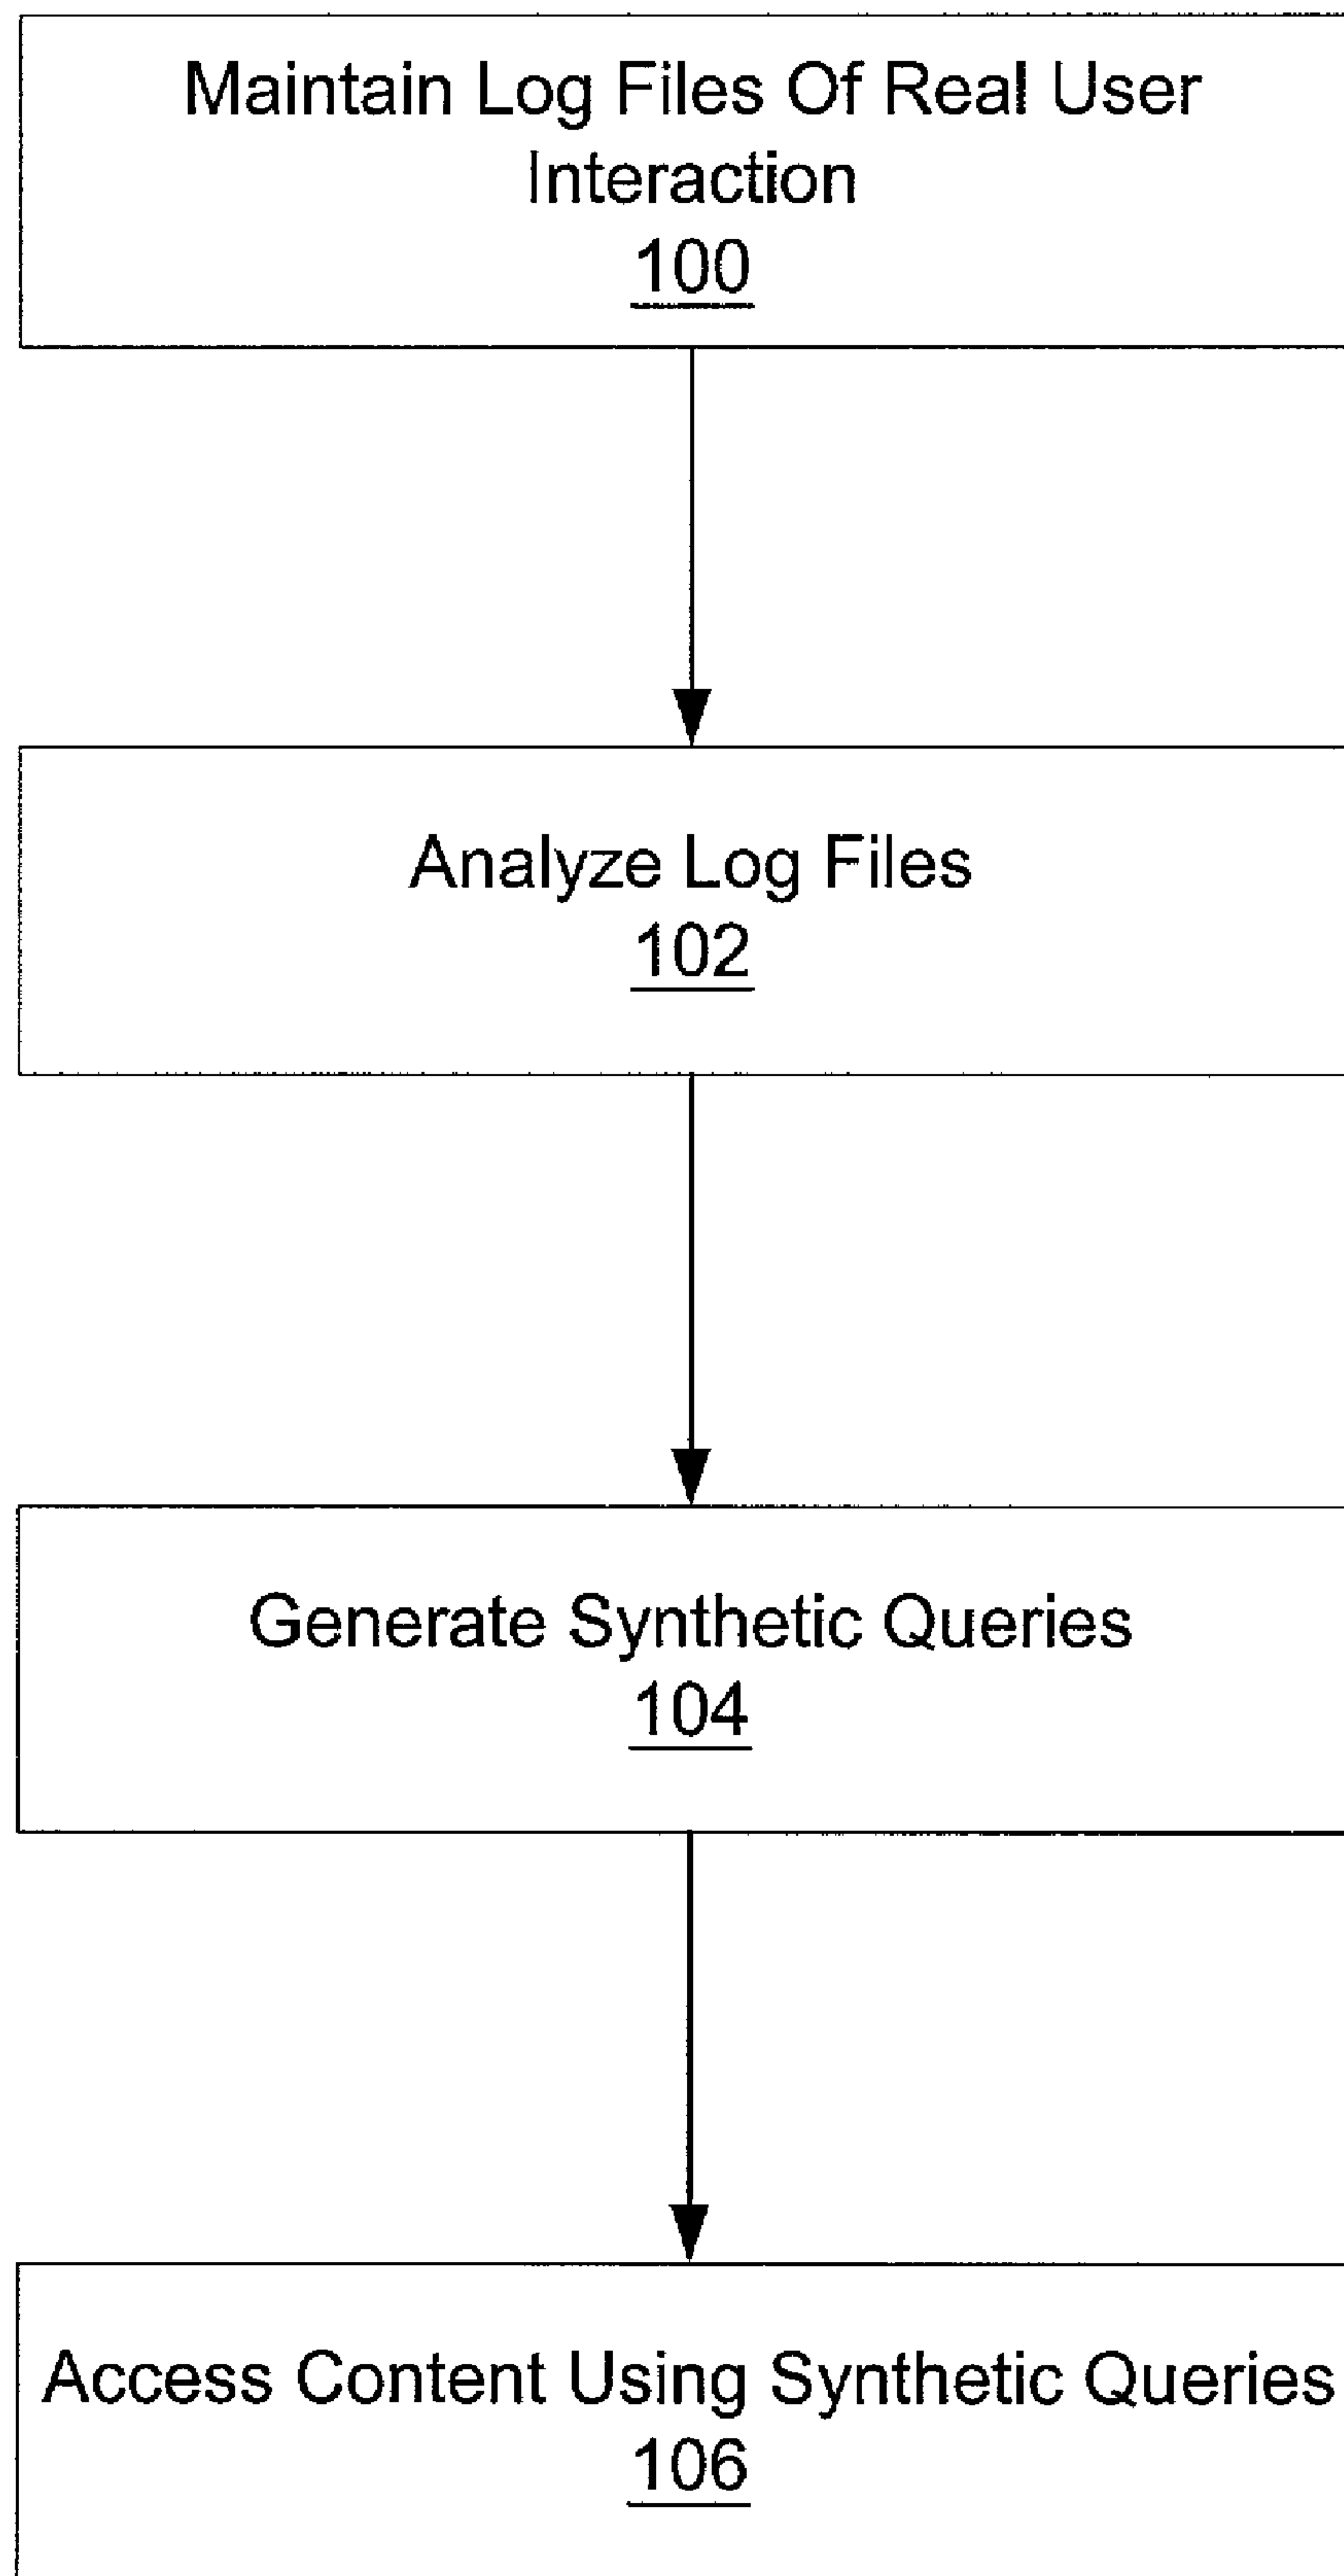 Maintain Log Files Of Real User
Interaction
100
Analyze Log Files
102
Generate Synthetic Queries
104
Access Content Using Synthetic Queries
106